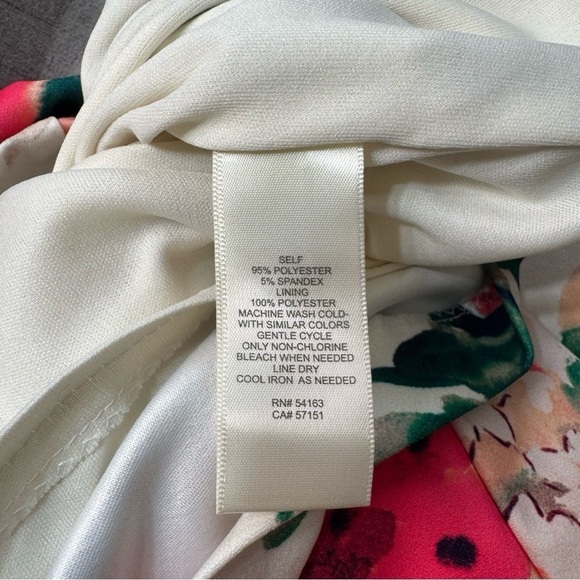 SELF
95% POLYESTER
5% SPANDEX
LINING
100% POLYESTER
MACHINE WASH COLD-
WITH SIMILAR COLORS
GENTLE CYCLE
ONLY NON-CHLORINE
BLEACH WHEN NEEDED
LINE DRY
COOL IRON AS NEEDED
RN# 54163
CA# 57151